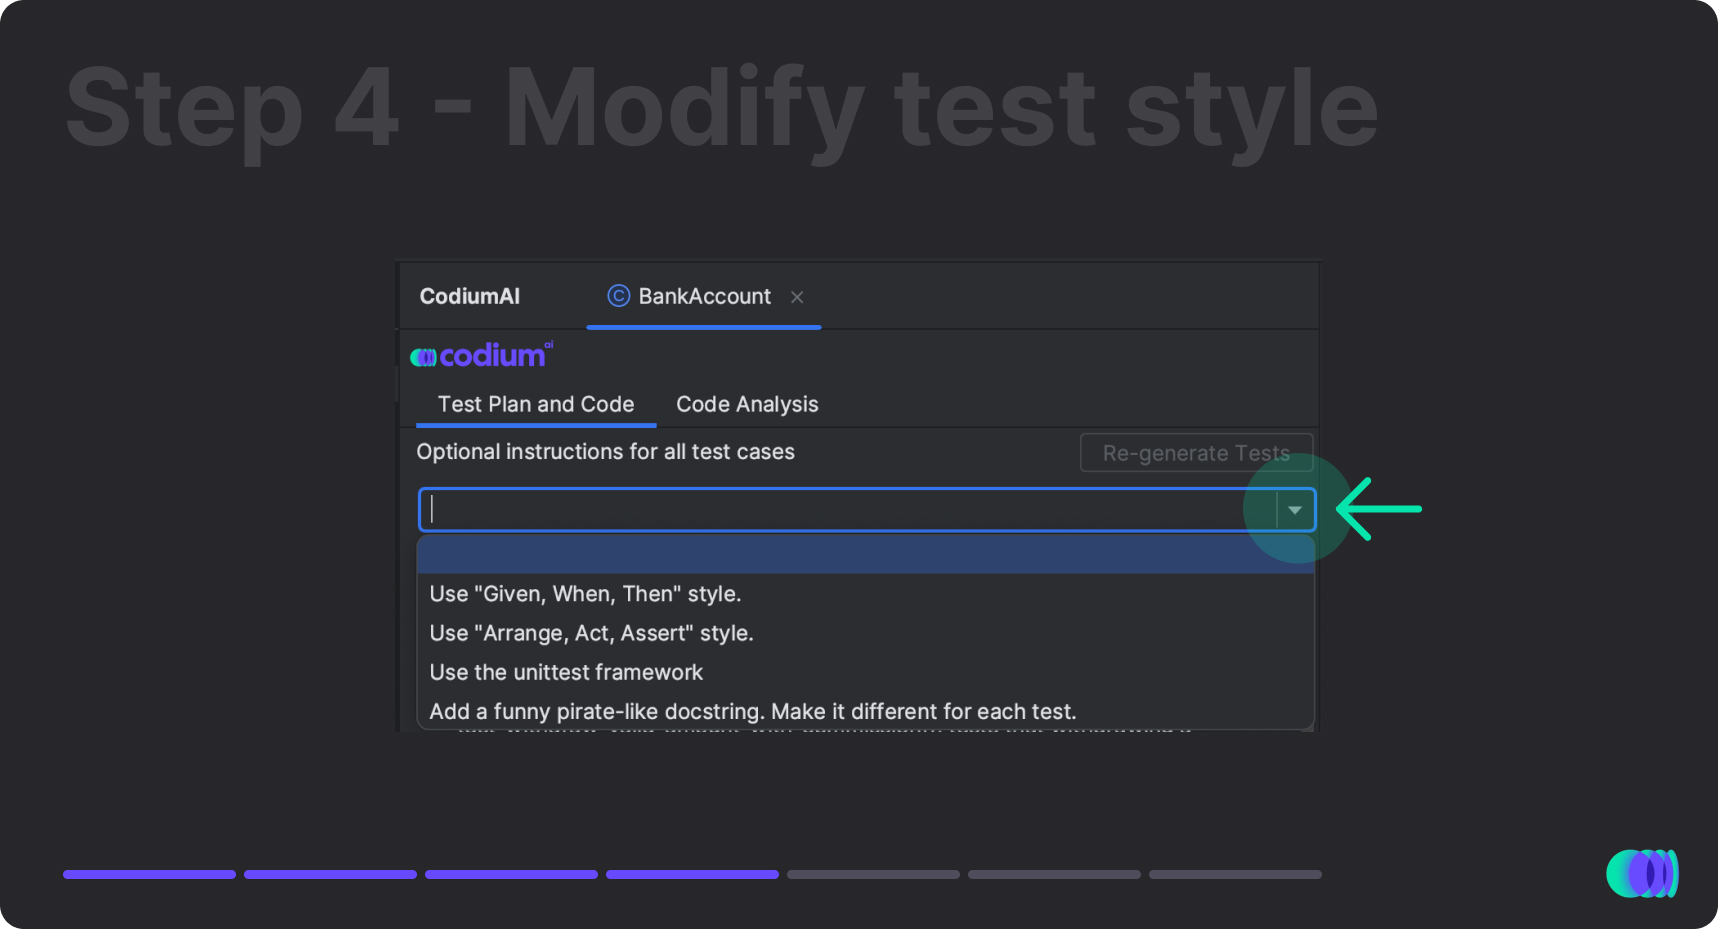 Step 4 - Modify test style
CodiumAI
BankAccount
codium ai
Test Plan and Code
Code Analysis
Optional instructions for all test cases
Re-generate Tests
Use "Given, When, Then" style.
Use "Arrange, Act, Assert" style.
Use the unittest framework
Add a funny pirate-like docstring. Make it different for each test.